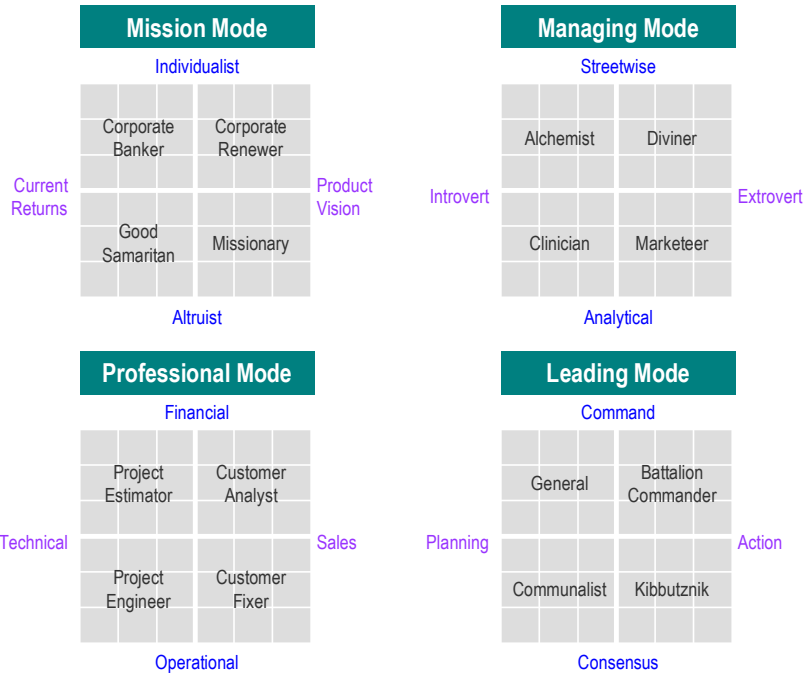 Mission Mode
Individualist
Corporate
Banker
Corporate
Renewer
Current
Returns
Product
Vision
Good
Samaritan
Missionary
Altruist
Managing Mode
Streetwise
Alchemist
Diviner
Introvert
Extrovert
Clinician
Marketeer
Analytical
Professional Mode
Financial
Project
Estimator
Customer
Analyst
Technical
Sales
Project
Engineer
Customer
Fixer
Operational
Leading Mode
Command
General
Battalion
Commander
Planning
Action
Communalist
Kibbutznik
Consensus